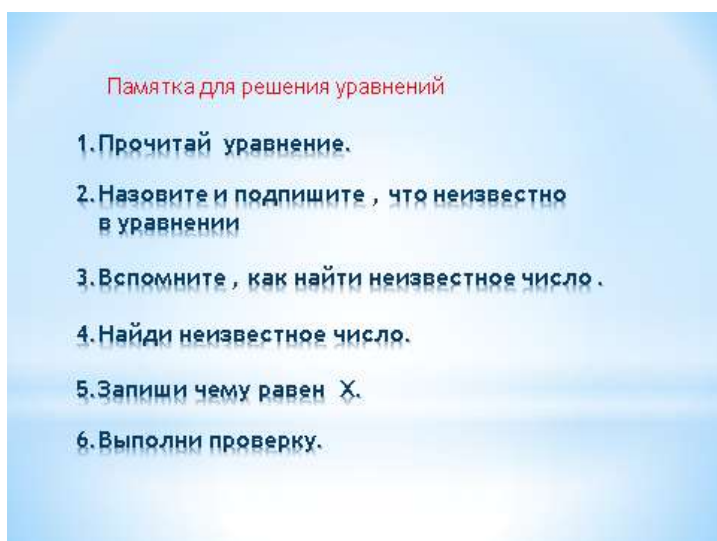 Памятка для решения уравнений
1.Прочитай уравнение.
2.Назовите и подпишите , что неизвестно
в уравнении
3.Вспомните , как найти неизвестное число .
4.Найди неизвестное число.
5.Запиши чему равен Х.
6.Выполни проверку.